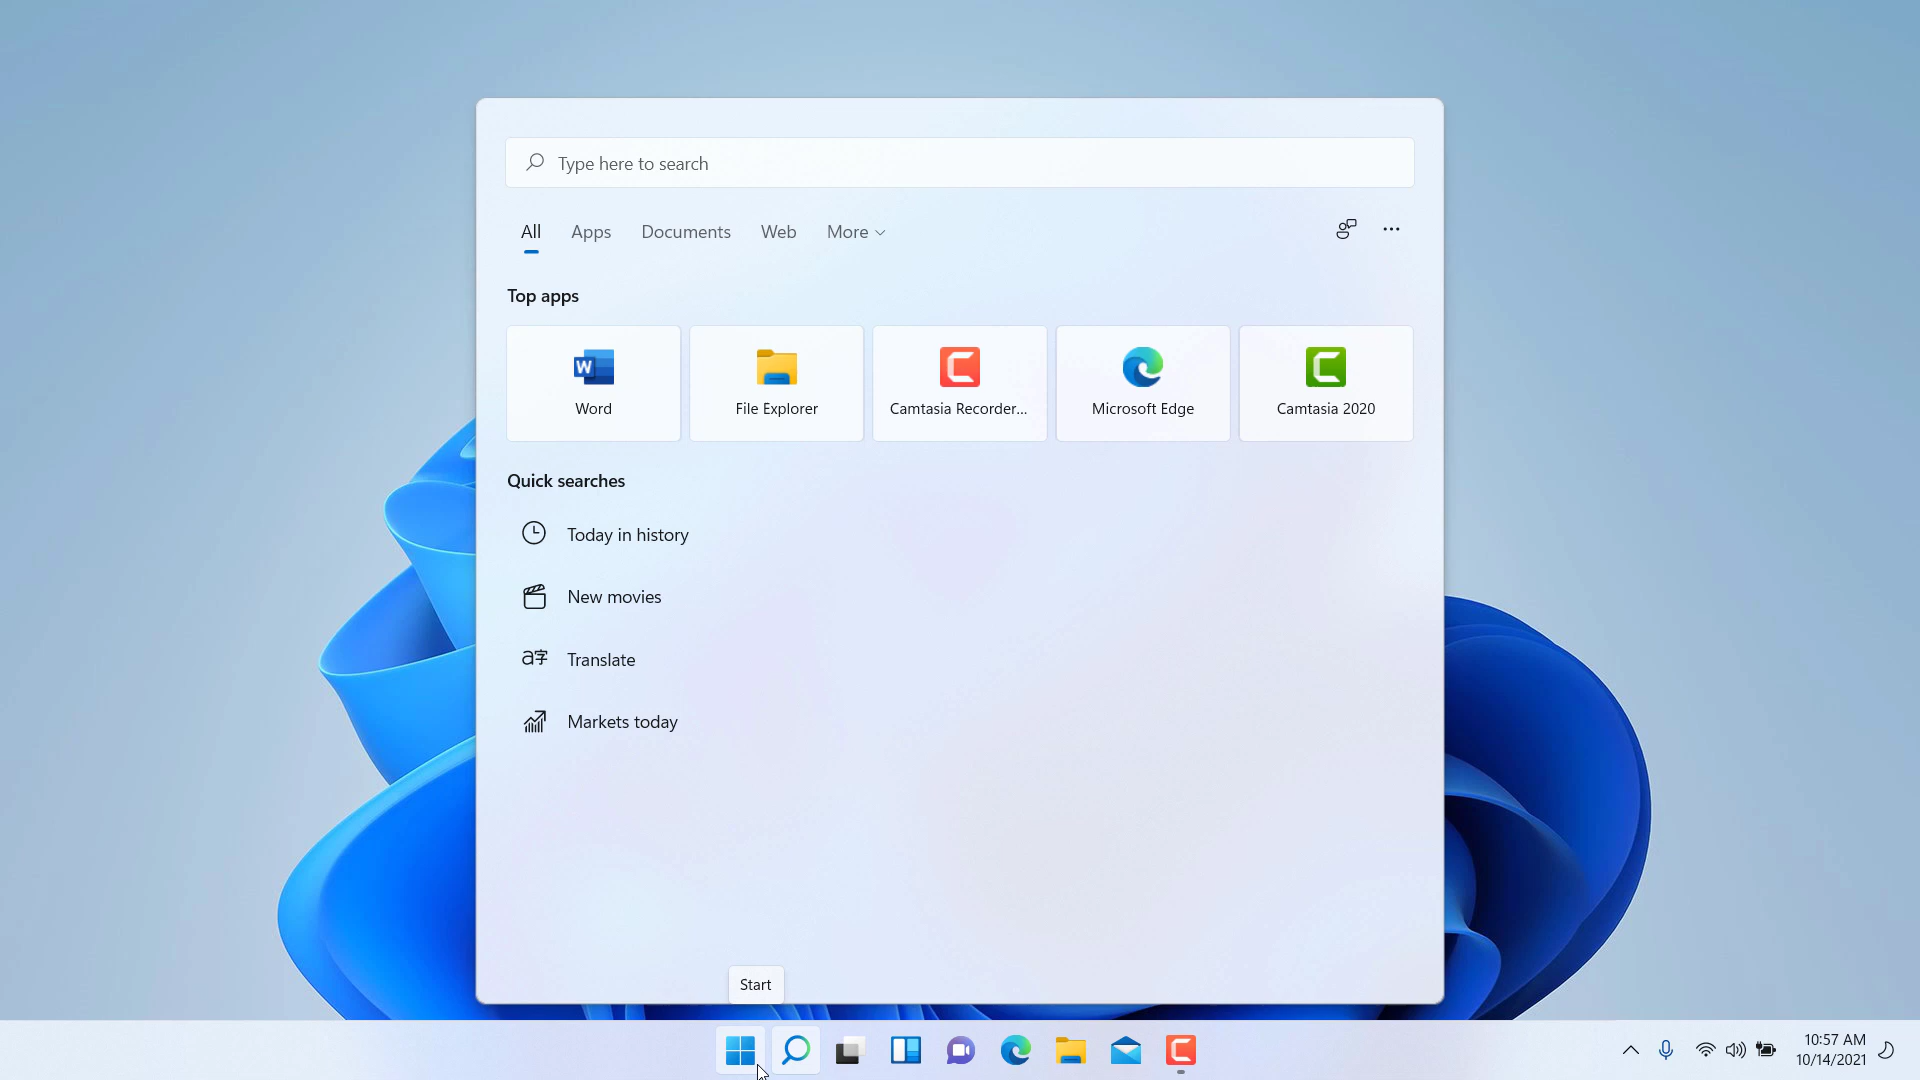 Type here to search
All Apps Documents Web More
Top apps
Word File Explorer Camtasia Recorder... Microsoft Edge Camtasia 2020
Quick searches
Today in history
New movies
Translate
Markets today
Start
10:57 AM
10/14/2021